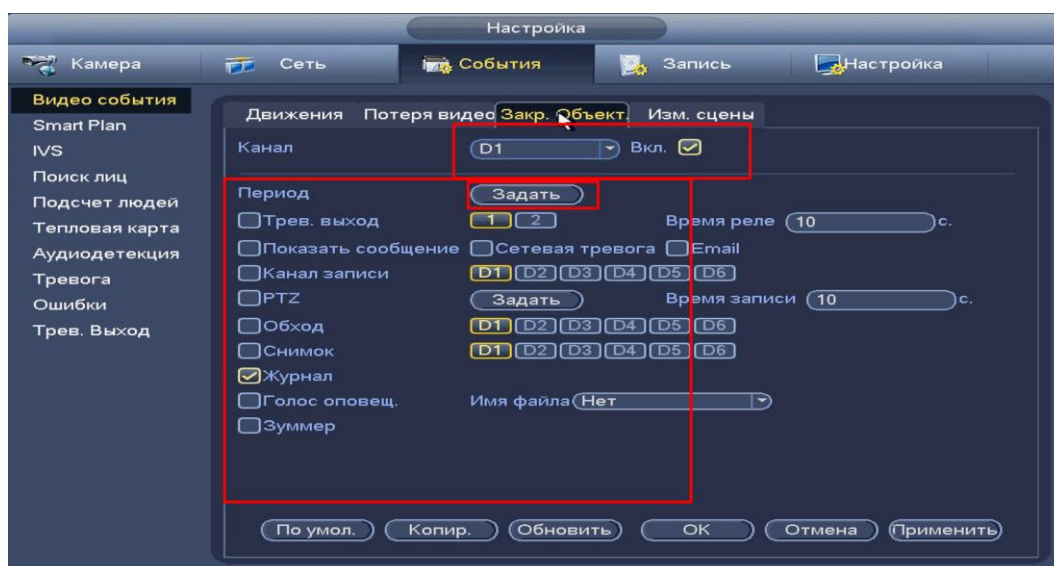 Настройка
Камера Сеть События Запись Настройка
Видео события
Smart Plan
IVS
Поиск лиц
Подсчет людей
Тепловая карта
Аудиодетекция
Тревога
Ошибки
Трев. Выход
Движения Потеря видео Закр. Объект. Изм. сцены
Канал D1 Вкл.
Период Задать
Трев. выход 1 2 Время реле 10 с.
Показать сообщение Сетевая тревога Email
Канал записи D1 D2 D3 D4 D5 D6
PTZ Задать Время записи 10 с.
Обход D1 D2 D3 D4 D5 D6
Снимок D1 D2 D3 D4 D5 D6
Журнал
Голос оповещ. Имя файла Нет
Зуммер
По умол. Копир. Обновить OK Отмена Применить